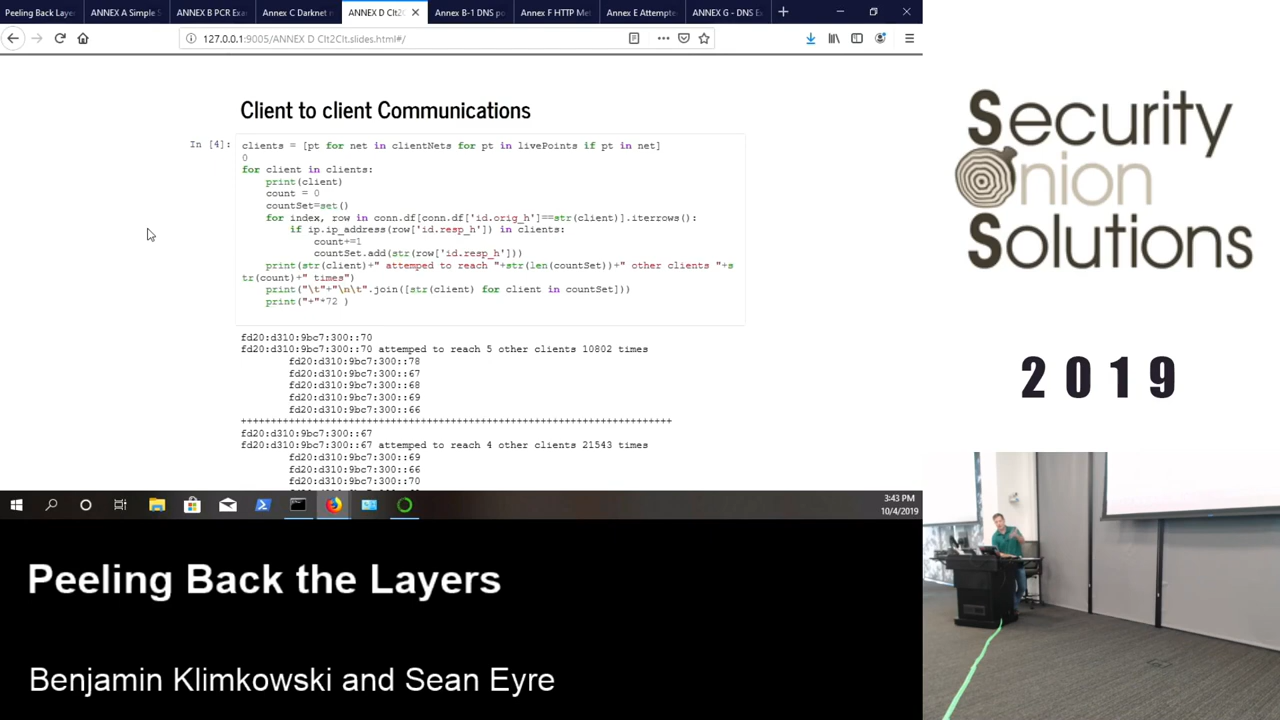 Peeling Back Layer
ANNEX A Simple S
ANNEX B PCR Exa
Annex C Darknet n
ANNEX D Clt2C
Annex B-1 DNS po
Annex F HTTP Met
Annex E Attempte
ANNEX G - DNS E
127.0.0.1:9005/ANNEX D Clt2Clt.slides.html#/
Client to client Communications
In [4]:
clients = [pt for net in clientNets for pt in livePoints if pt in net]
0
for client in clients:
print(client)
count = 0
countSet=set()
for index, row in conn.df[conn.df['id.orig_h']==str(client)].iterrows():
if ip.ip_address(row['id.resp_h']) in clients:
count+=1
countSet.add(str(row['id.resp_h']))
print(str(client)+" attemped to reach "+str(len(countSet))+" other clients "+s
tr(count)+" times")
print("\t"+"\n\t".join([str(client) for client in countSet]))
print("+"*72 )
fd20:d310:9bc7:300::70
fd20:d310:9bc7:300::70 attemped to reach 5 other clients 10802 times
fd20:d310:9bc7:300::78
fd20:d310:9bc7:300::67
fd20:d310:9bc7:300::68
fd20:d310:9bc7:300::69
fd20:d310:9bc7:300::66
++++++++++++++++++++++++++++++++++++++++++++++++++++++++++++++++++++++++
fd20:d310:9bc7:300::67
fd20:d310:9bc7:300::67 attemped to reach 4 other clients 21543 times
fd20:d310:9bc7:300::69
fd20:d310:9bc7:300::66
fd20:d310:9bc7:300::70
3:43 PM
10/4/2019
Security
Onion
Solutions
2019
Peeling Back the Layers
Benjamin Klimkowski and Sean Eyre